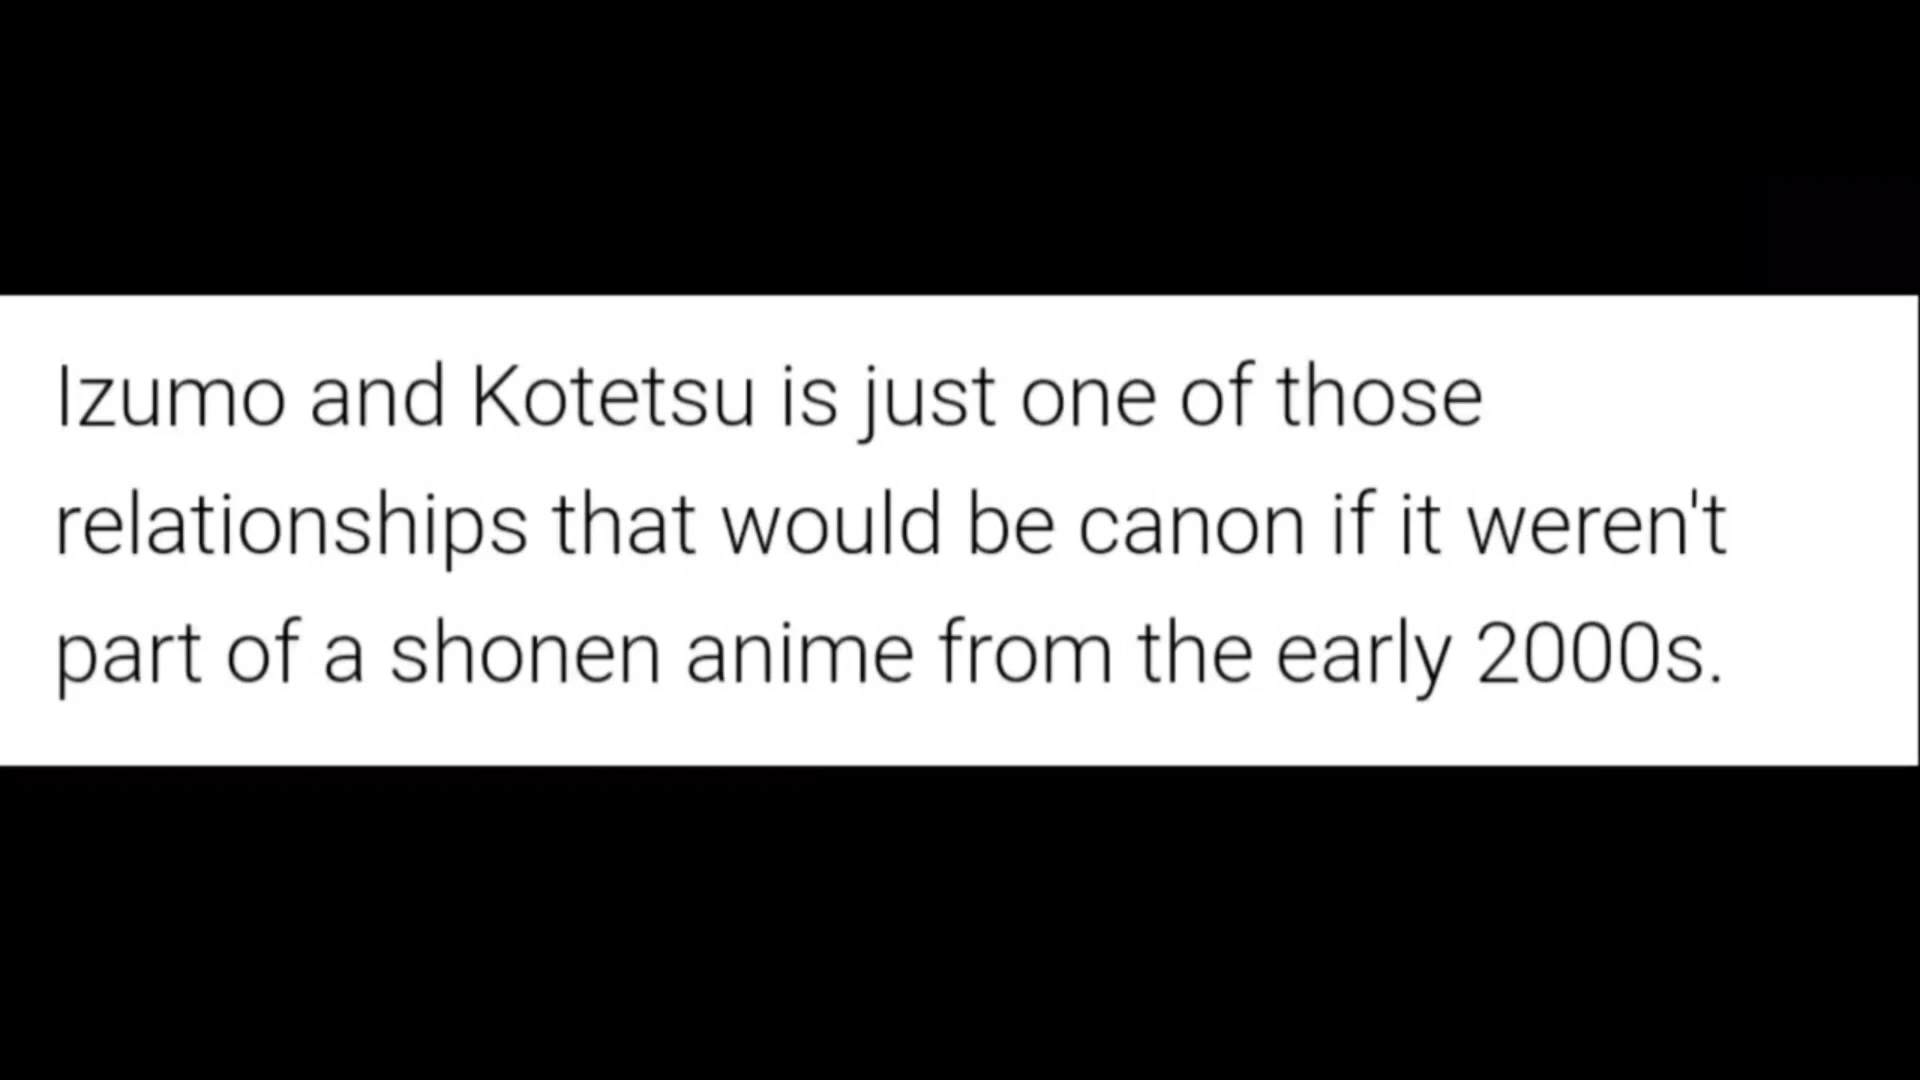 Izumo and Kotetsu is just one of those
relationships that would be canon if it weren't
part of a shonen anime from the early 2000s.